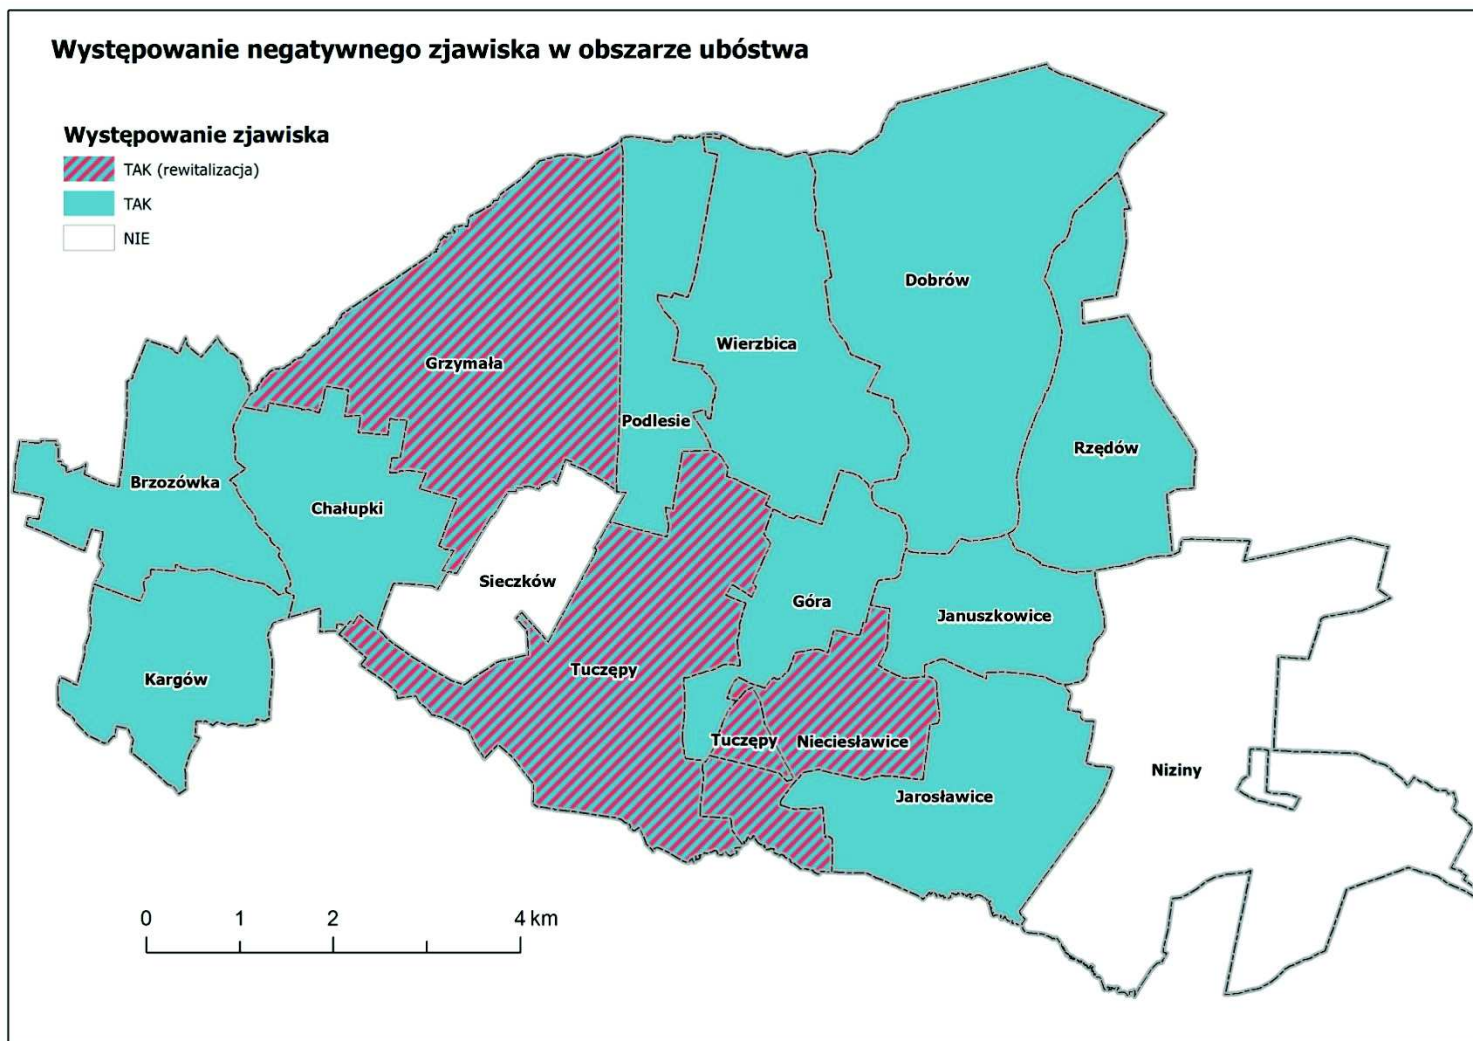 Występowanie negatywnego zjawiska w obszarze ubóstwa
Występowanie zjawiska
TAK (rewitalizacja)
TAK
NIE
Dobrów
Wierzbica
Grzymała
Podlesie
Rzędów
Brzozówka
Chałupki
Sieczków
Góra
Januszkowice
Kargów
Tuczępy
Tuczępy
Nieciesławice
Niziny
Jarosławice
0 1 2 4 km